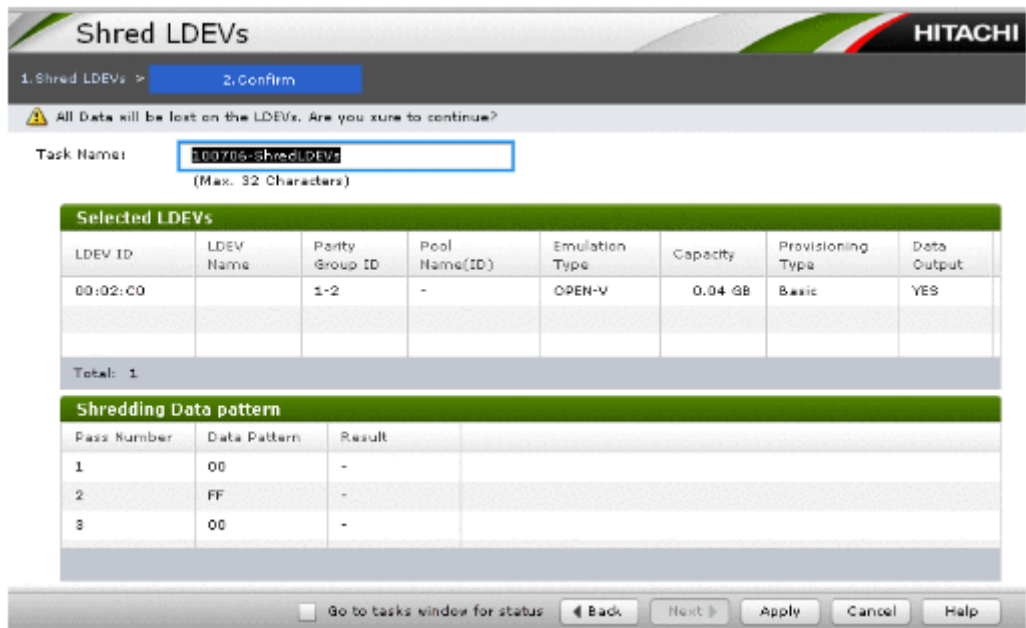 Shred LDEVs
HITACHI
1.Shred LDEVs > 2.Confirm
All Data will be lost on the LDEVs. Are you sure to continue?
Task Name: 100706-ShredLDEVs
(Max. 32 Characters)
Selected LDEVs
LDEV ID LDEV Name Parity Group ID Pool Name(ID) Emulation Type Capacity Provisioning Type Data Output
00:02:C0 1-2 - OPEN-V 0.04 GB Basic YES
Total: 1
Shredding Data pattern
Pass Number Data Pattern Result
1 00 -
2 FF -
3 00 -
Go to tasks window for status Back Next Apply Cancel Help